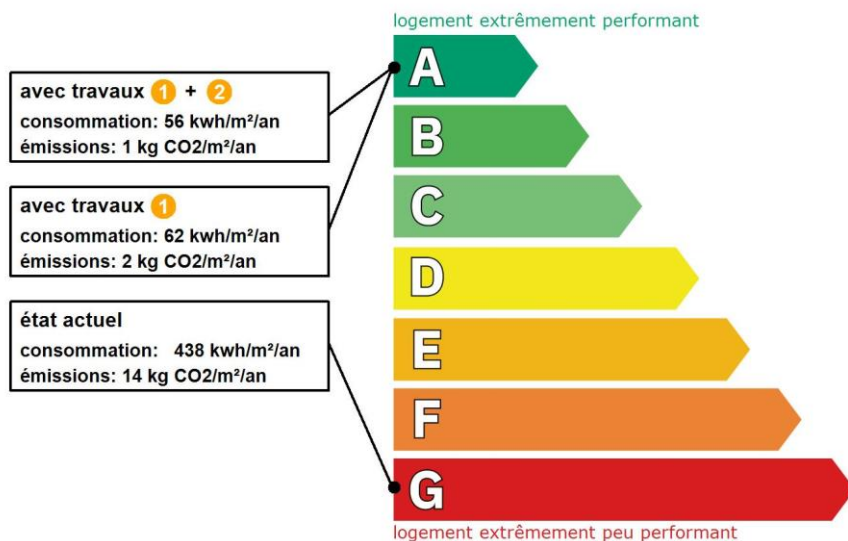 logement extrêmement performant
avec travaux 1 + 2
consommation: 56 kwh/m²/an
émissions: 1 kg CO2/m²/an
avec travaux 1
consommation: 62 kwh/m²/an
émissions: 2 kg CO2/m²/an
état actuel
consommation: 438 kwh/m²/an
émissions: 14 kg CO2/m²/an
A
B
C
D
E
F
G
logement extrêmement peu performant